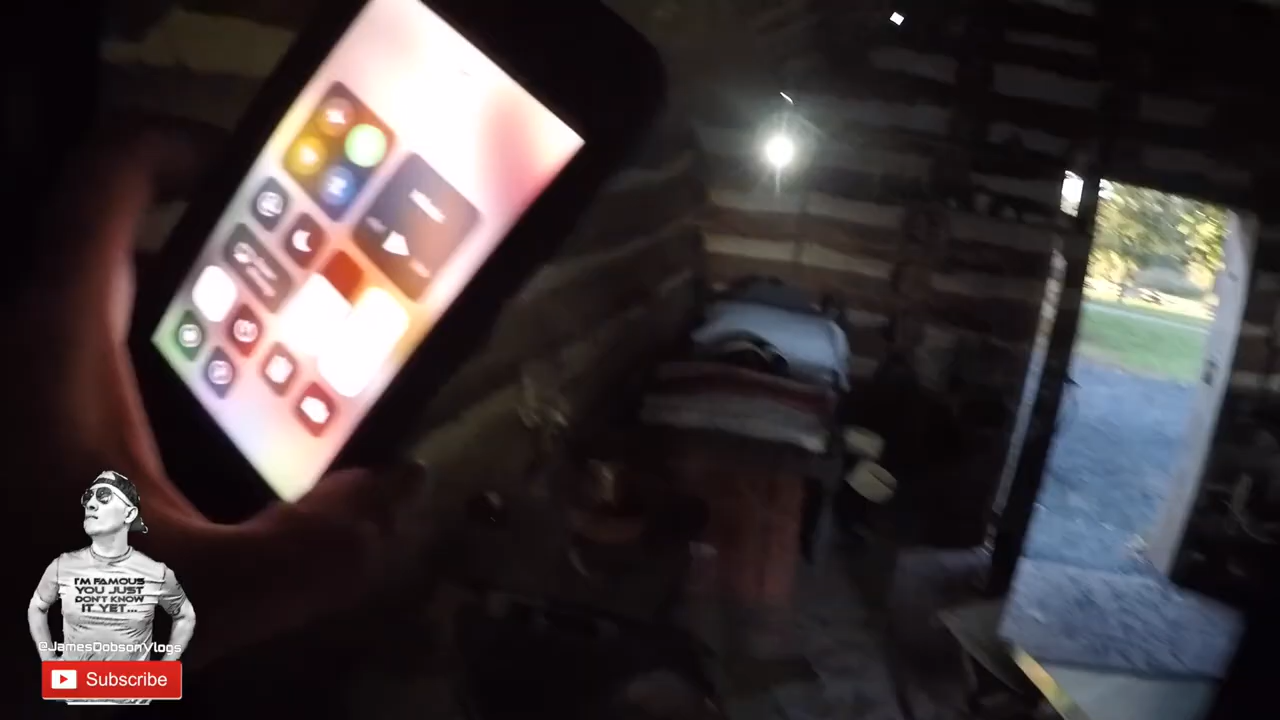 I'M FAMOUS
YOU JUST
DON'T KNOW
IT YET...
@JamesDobsonVlogs
Subscribe